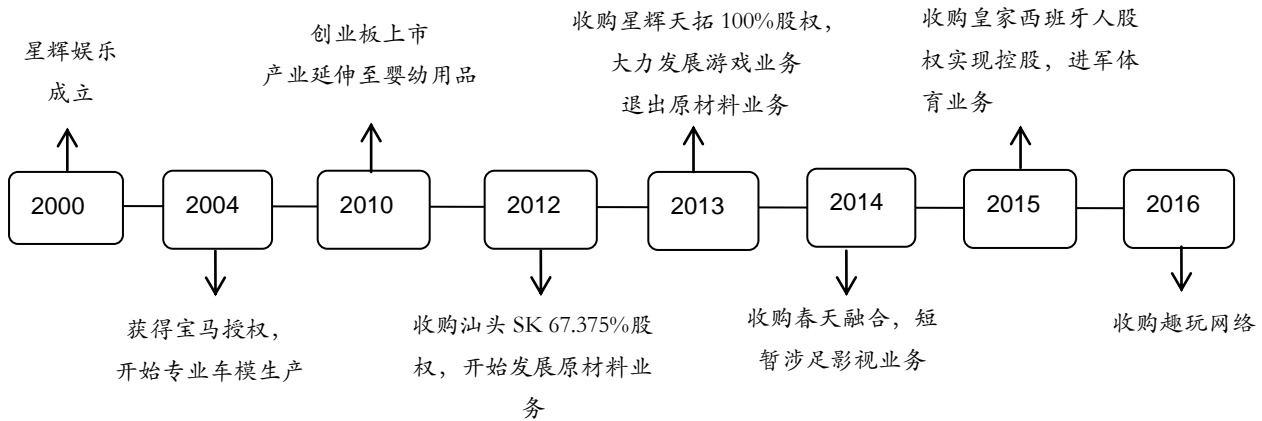 星辉娱乐
成立
创业板上市
产业延伸至婴幼用品
收购星辉天拓 100%股权，
大力发展游戏业务
退出原材料业务
收购皇家西班牙人股
权实现控股，进军体
育业务
2000
2004
2010
2012
2013
2014
2015
2016
获得宝马授权，
开始专业车模生产
收购汕头 SK 67.375%股
权，开始发展原材料业
务
收购春天融合，短
暂涉足影视业务
收购趣玩网络